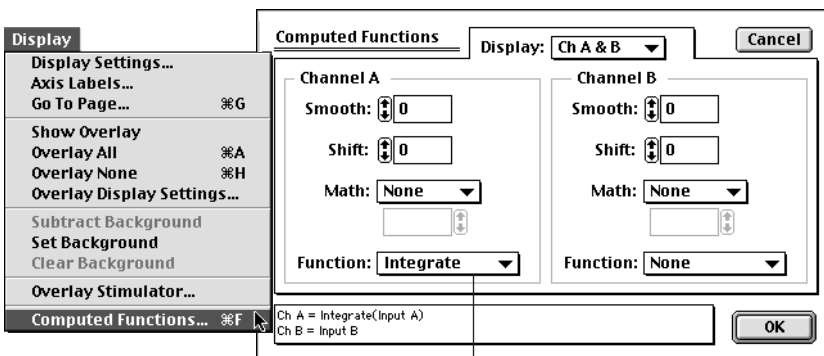 Display
Display Settings...
Axis Labels...
Go To Page... ⌘G
Show Overlay
Overlay All ⌘A
Overlay None ⌘H
Overlay Display Settings...
Subtract Background
Set Background
Clear Background
Overlay Stimulator...
Computed Functions... ⌘F
Computed Functions
Display: Ch A & B
Cancel
Channel A
Smooth: 0
Shift: 0
Math: None
Function: Integrate
Channel B
Smooth: 0
Shift: 0
Math: None
Function: None
Ch A = Integrate(Input A)
Ch B = Input B
OK